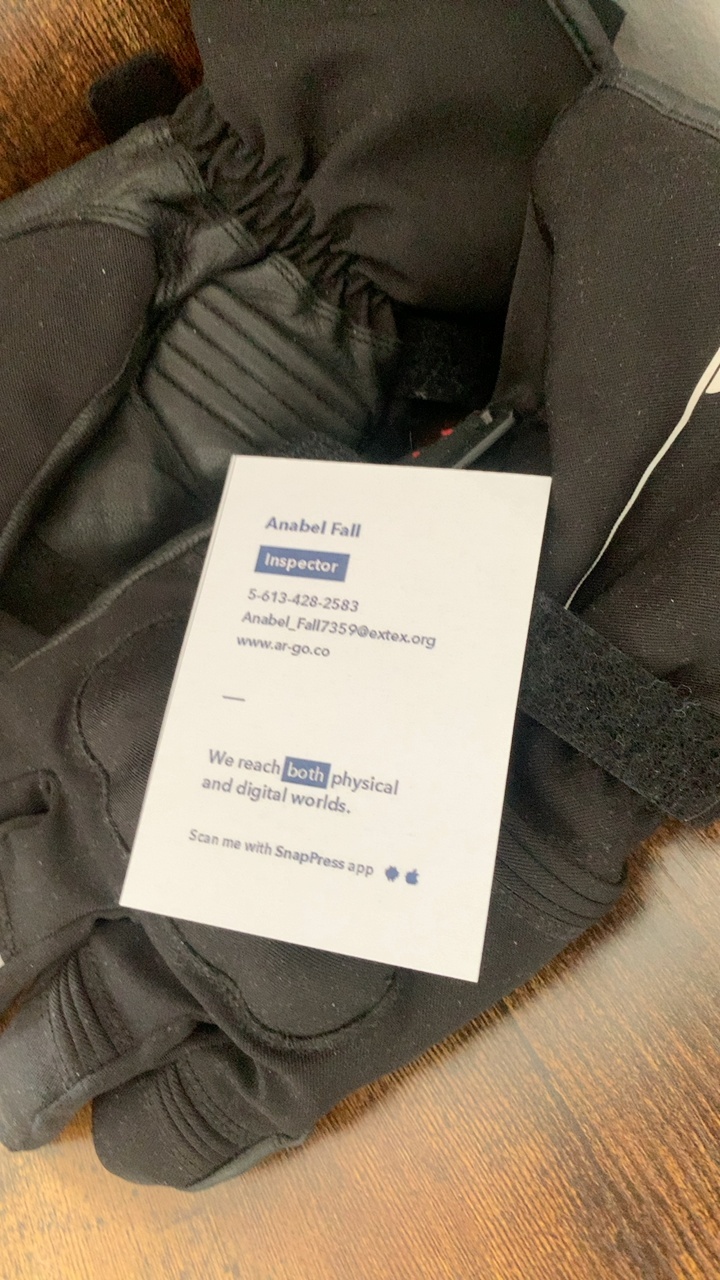 Anabel Fall
Inspector
5-613-428-2583
Anabel_Fall7359@extex.org
www.ar-go.co
We reach both physical
and digital worlds.
Scan me with SnapPress app